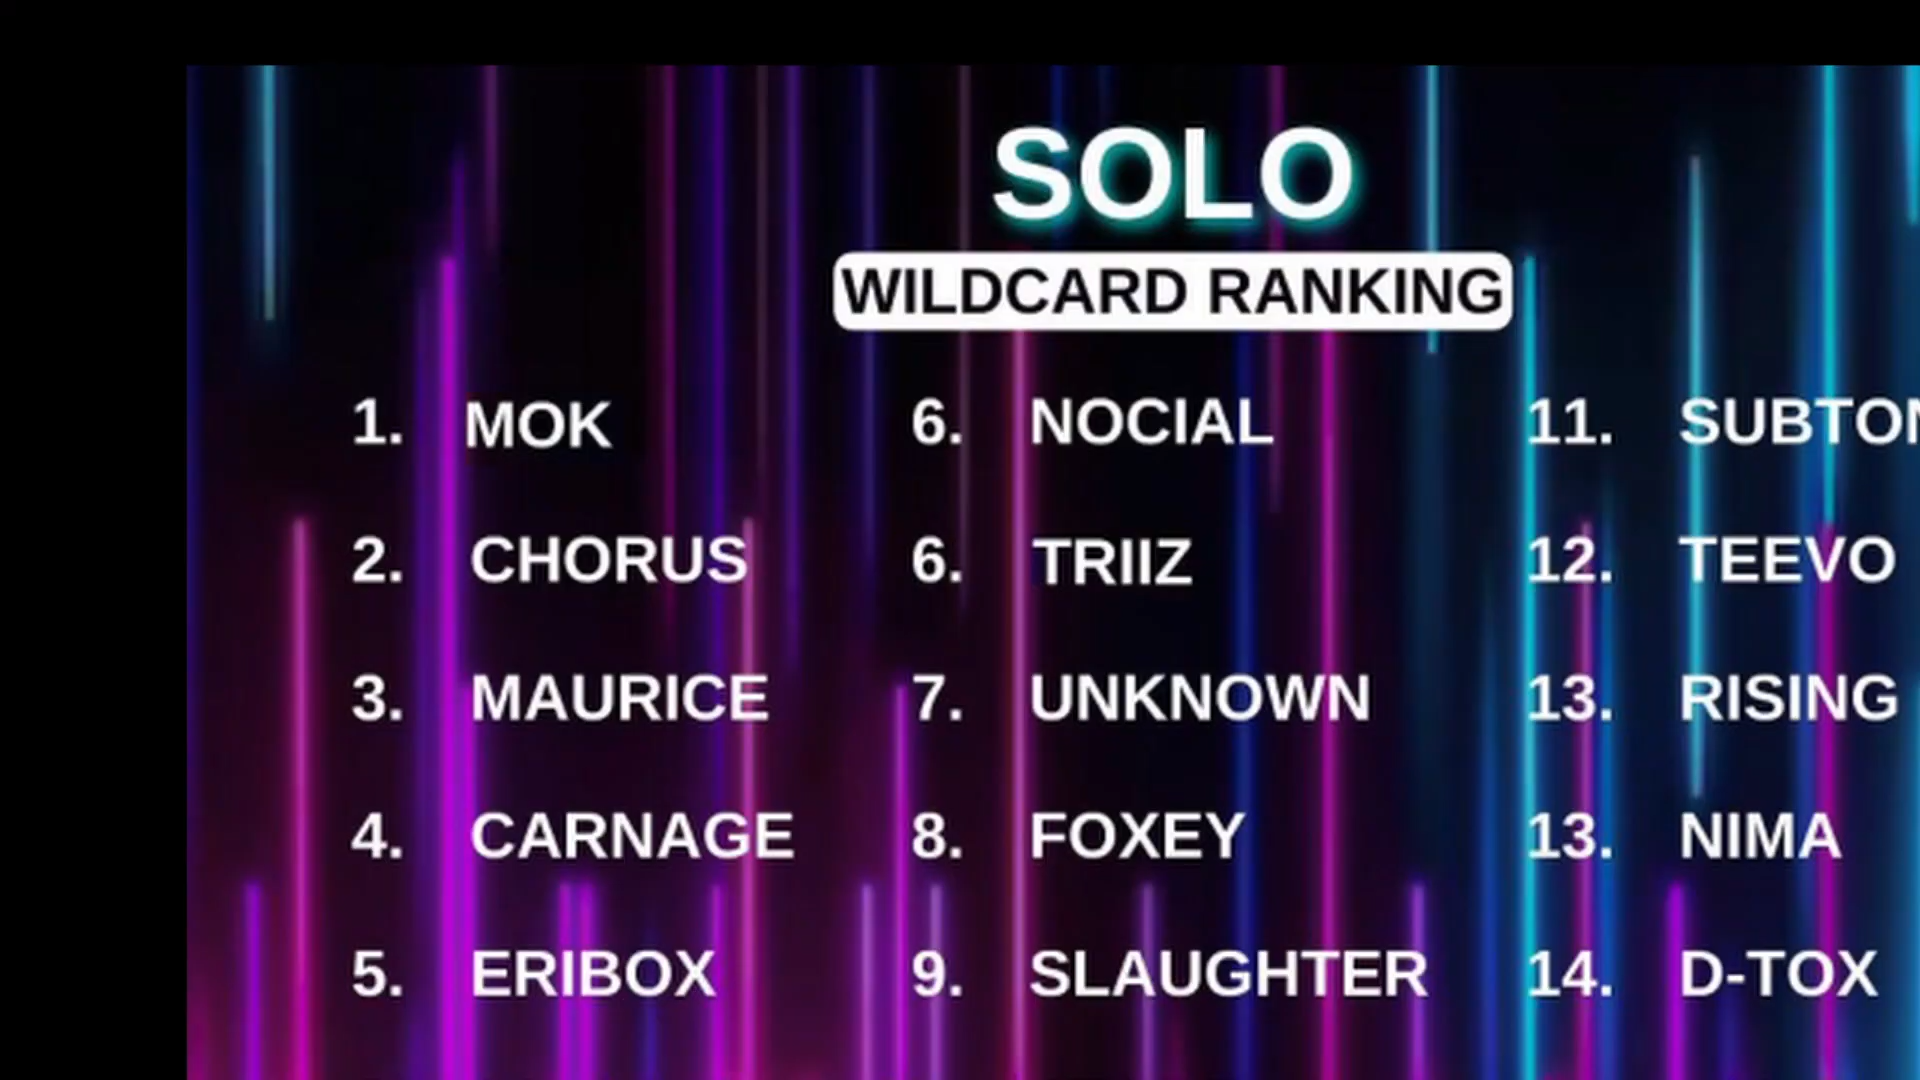 SOLO
WILDCARD RANKING
1. MOK
2. CHORUS
3. MAURICE
4. CARNAGE
5. ERIBOX
6. NOCIAL
6. TRIIZ
7. UNKNOWN
8. FOXEY
9. SLAUGHTER
11.
12. TEEVO
13. RISING
13. NIMA
14. D-TOX